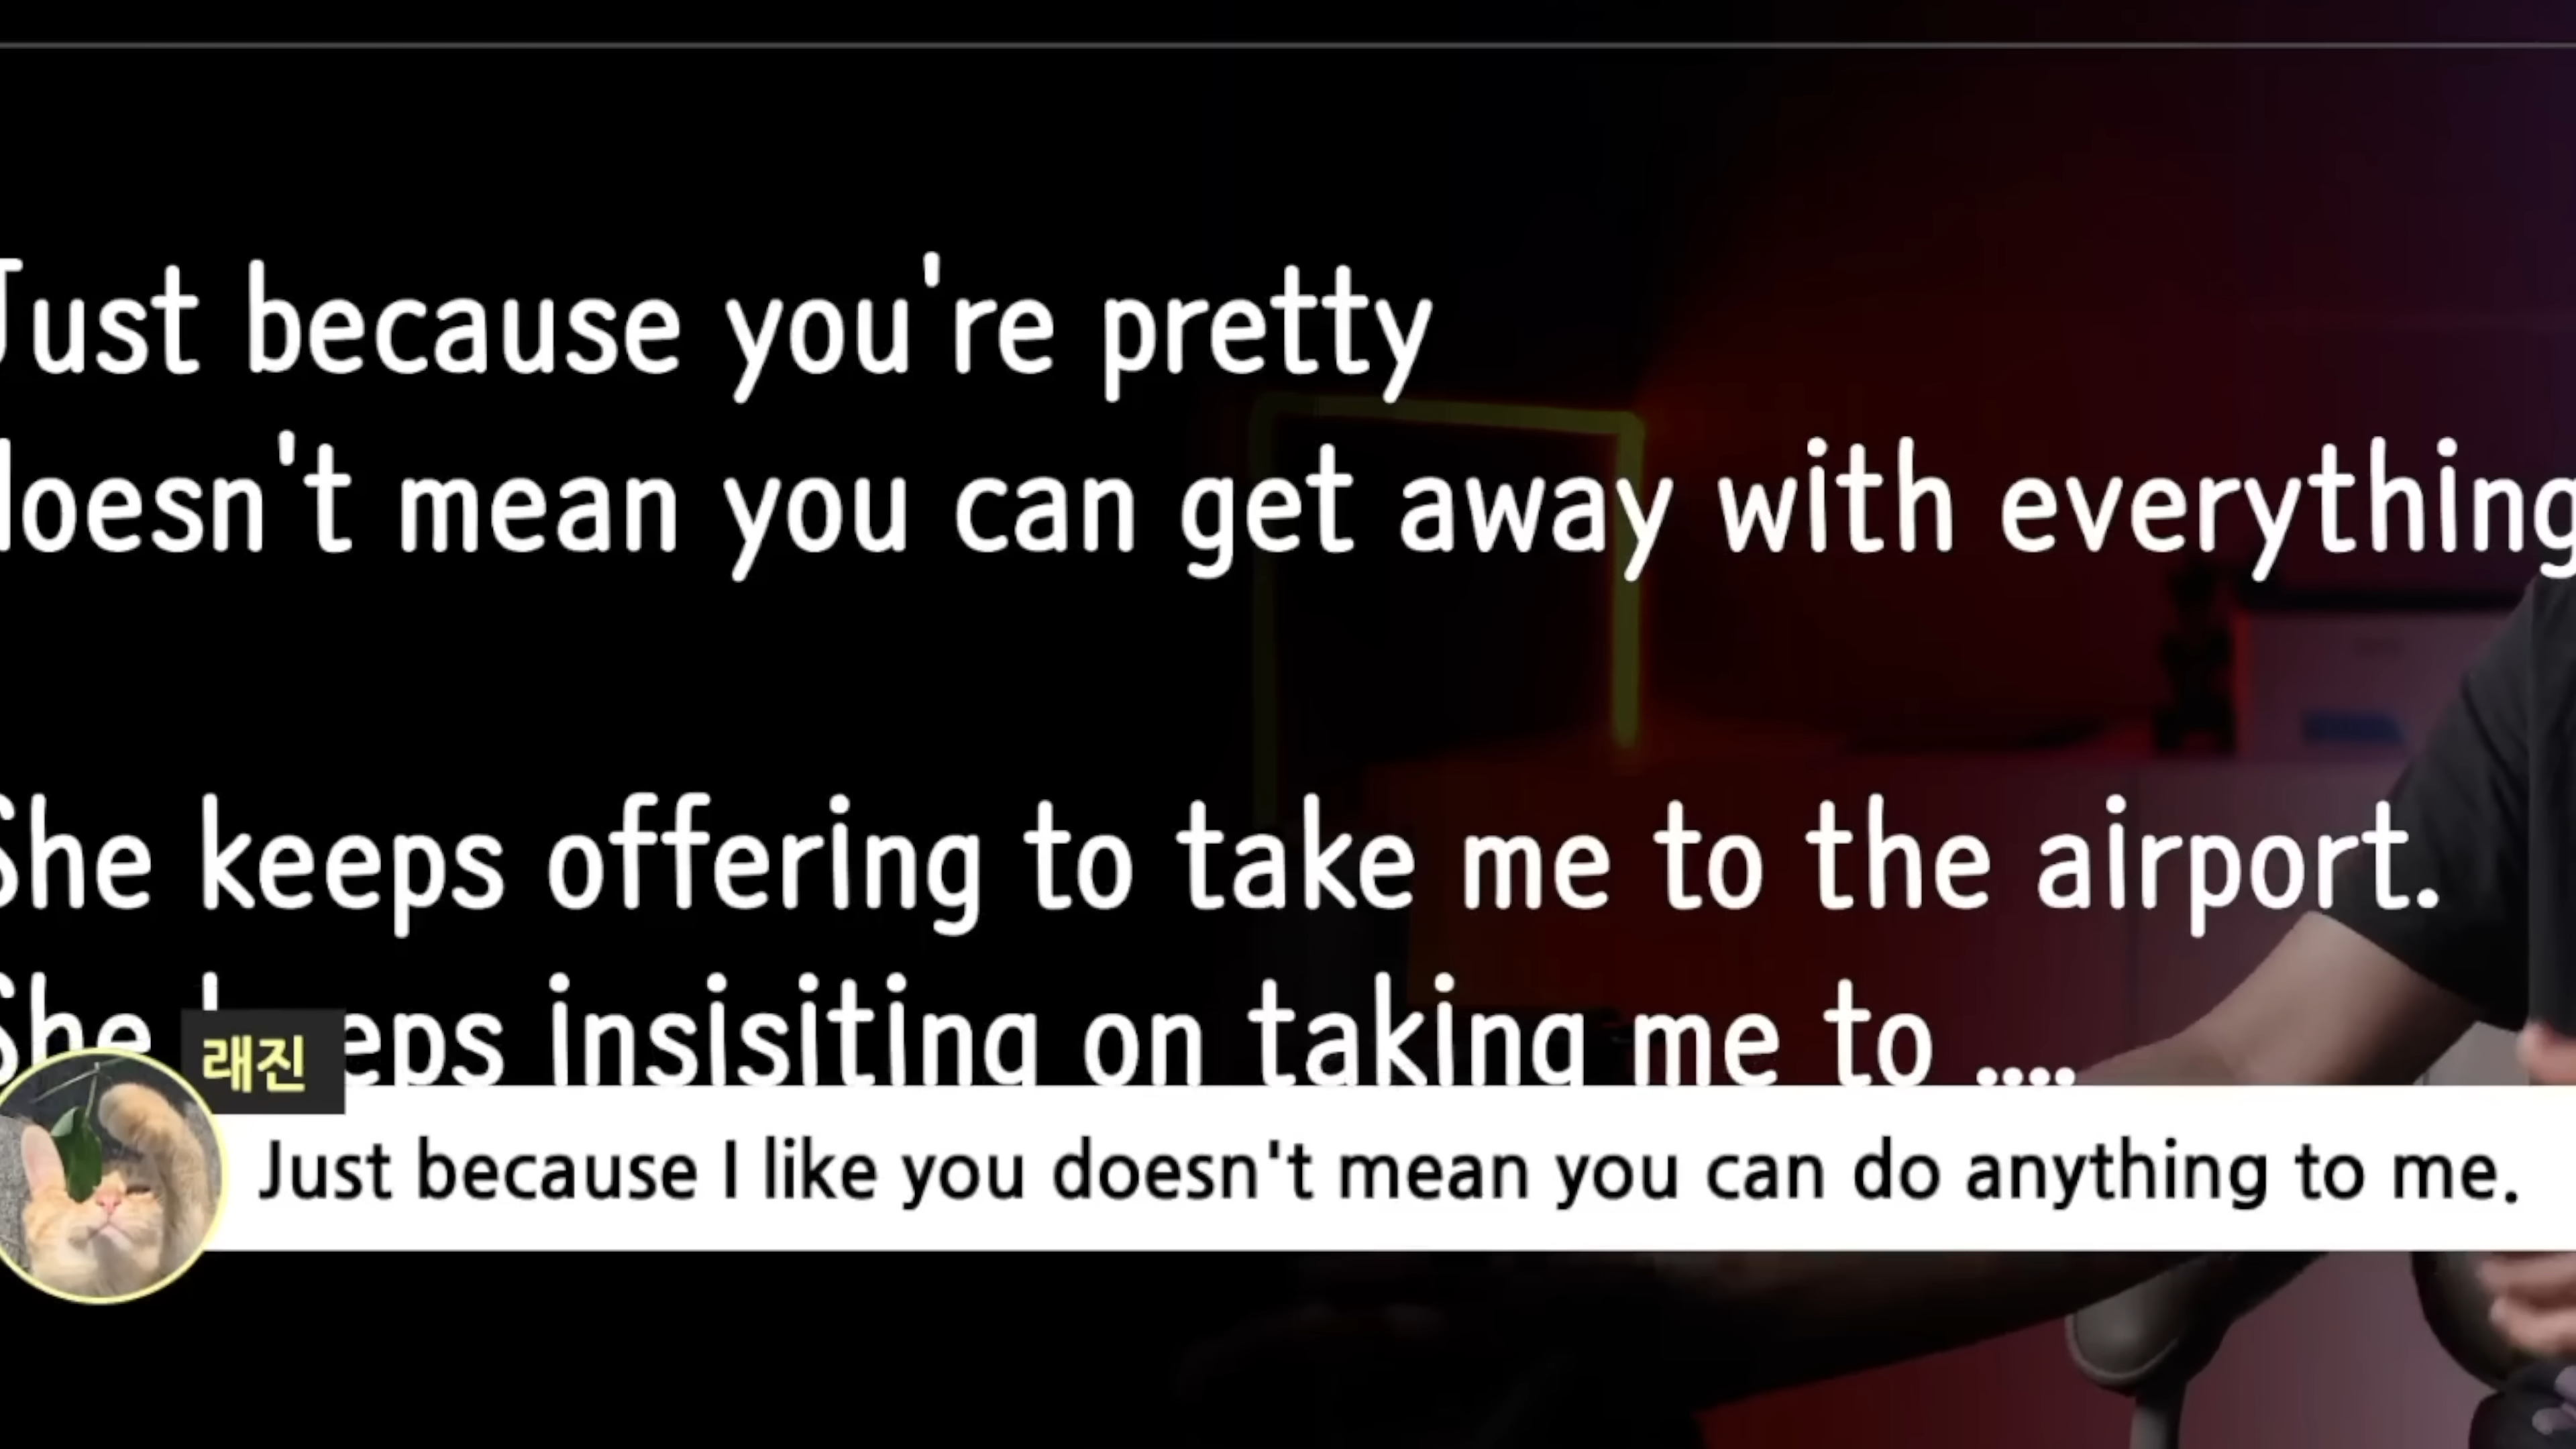 Just because you're pretty
doesn't mean you can get away with everything
She keeps offering to take me to the airport.
She keeps insisiting on taking me to ....
래진
Just because I like you doesn't mean you can do anything to me.